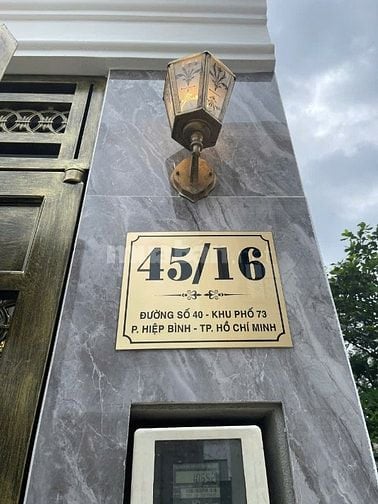 45/16
ĐƯỜNG SỐ 40 - KHU PHỐ 73
P. HIỆP BÌNH - TP. HỒ CHÍ MINH